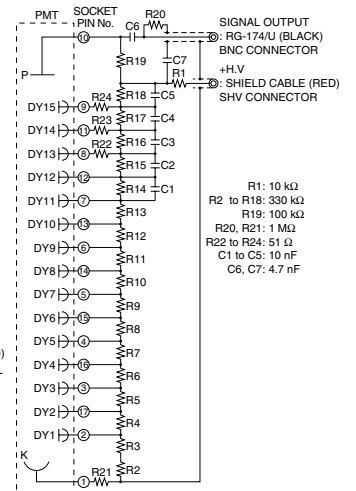 PMT SOCKET PIN No.
R20
C6
SIGNAL OUTPUT
: RG-174/U (BLACK)
BNC CONNECTOR
10
C7
R19
R1
+H.V
: SHIELD CABLE (RED)
SHV CONNECTOR
P
R18 C5
DY15 9 R24
R17 C4
DY14 11 R23
R16 C3
DY13 8 R22
R15 C2
DY12 12
R14 C1
DY11 7
R13
DY10 13
R12
DY9 6
R11
DY8 14
R10
DY7 5
R9
DY6 15
R8
DY5 4
R7
DY4 16
R6
DY3 3
R5
DY2 17
R4
DY1 2
R3
K
R2
1 R21
R1: 10 kΩ
R2 to R18: 330 kΩ
R19: 100 kΩ
R20, R21: 1 MΩ
R22 to R24: 51 Ω
C1 to C5: 10 nF
C6, C7: 4.7 nF
)